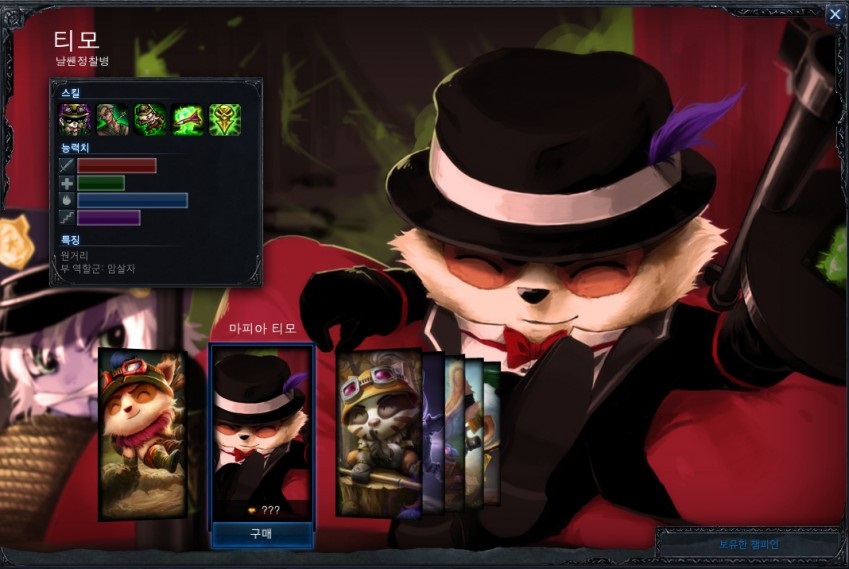 티모
날쌘정찰병
스킬
능력치
특징
원거리
부 역할군: 암살자
마피아 티모
???
구매
보유한 챔피언